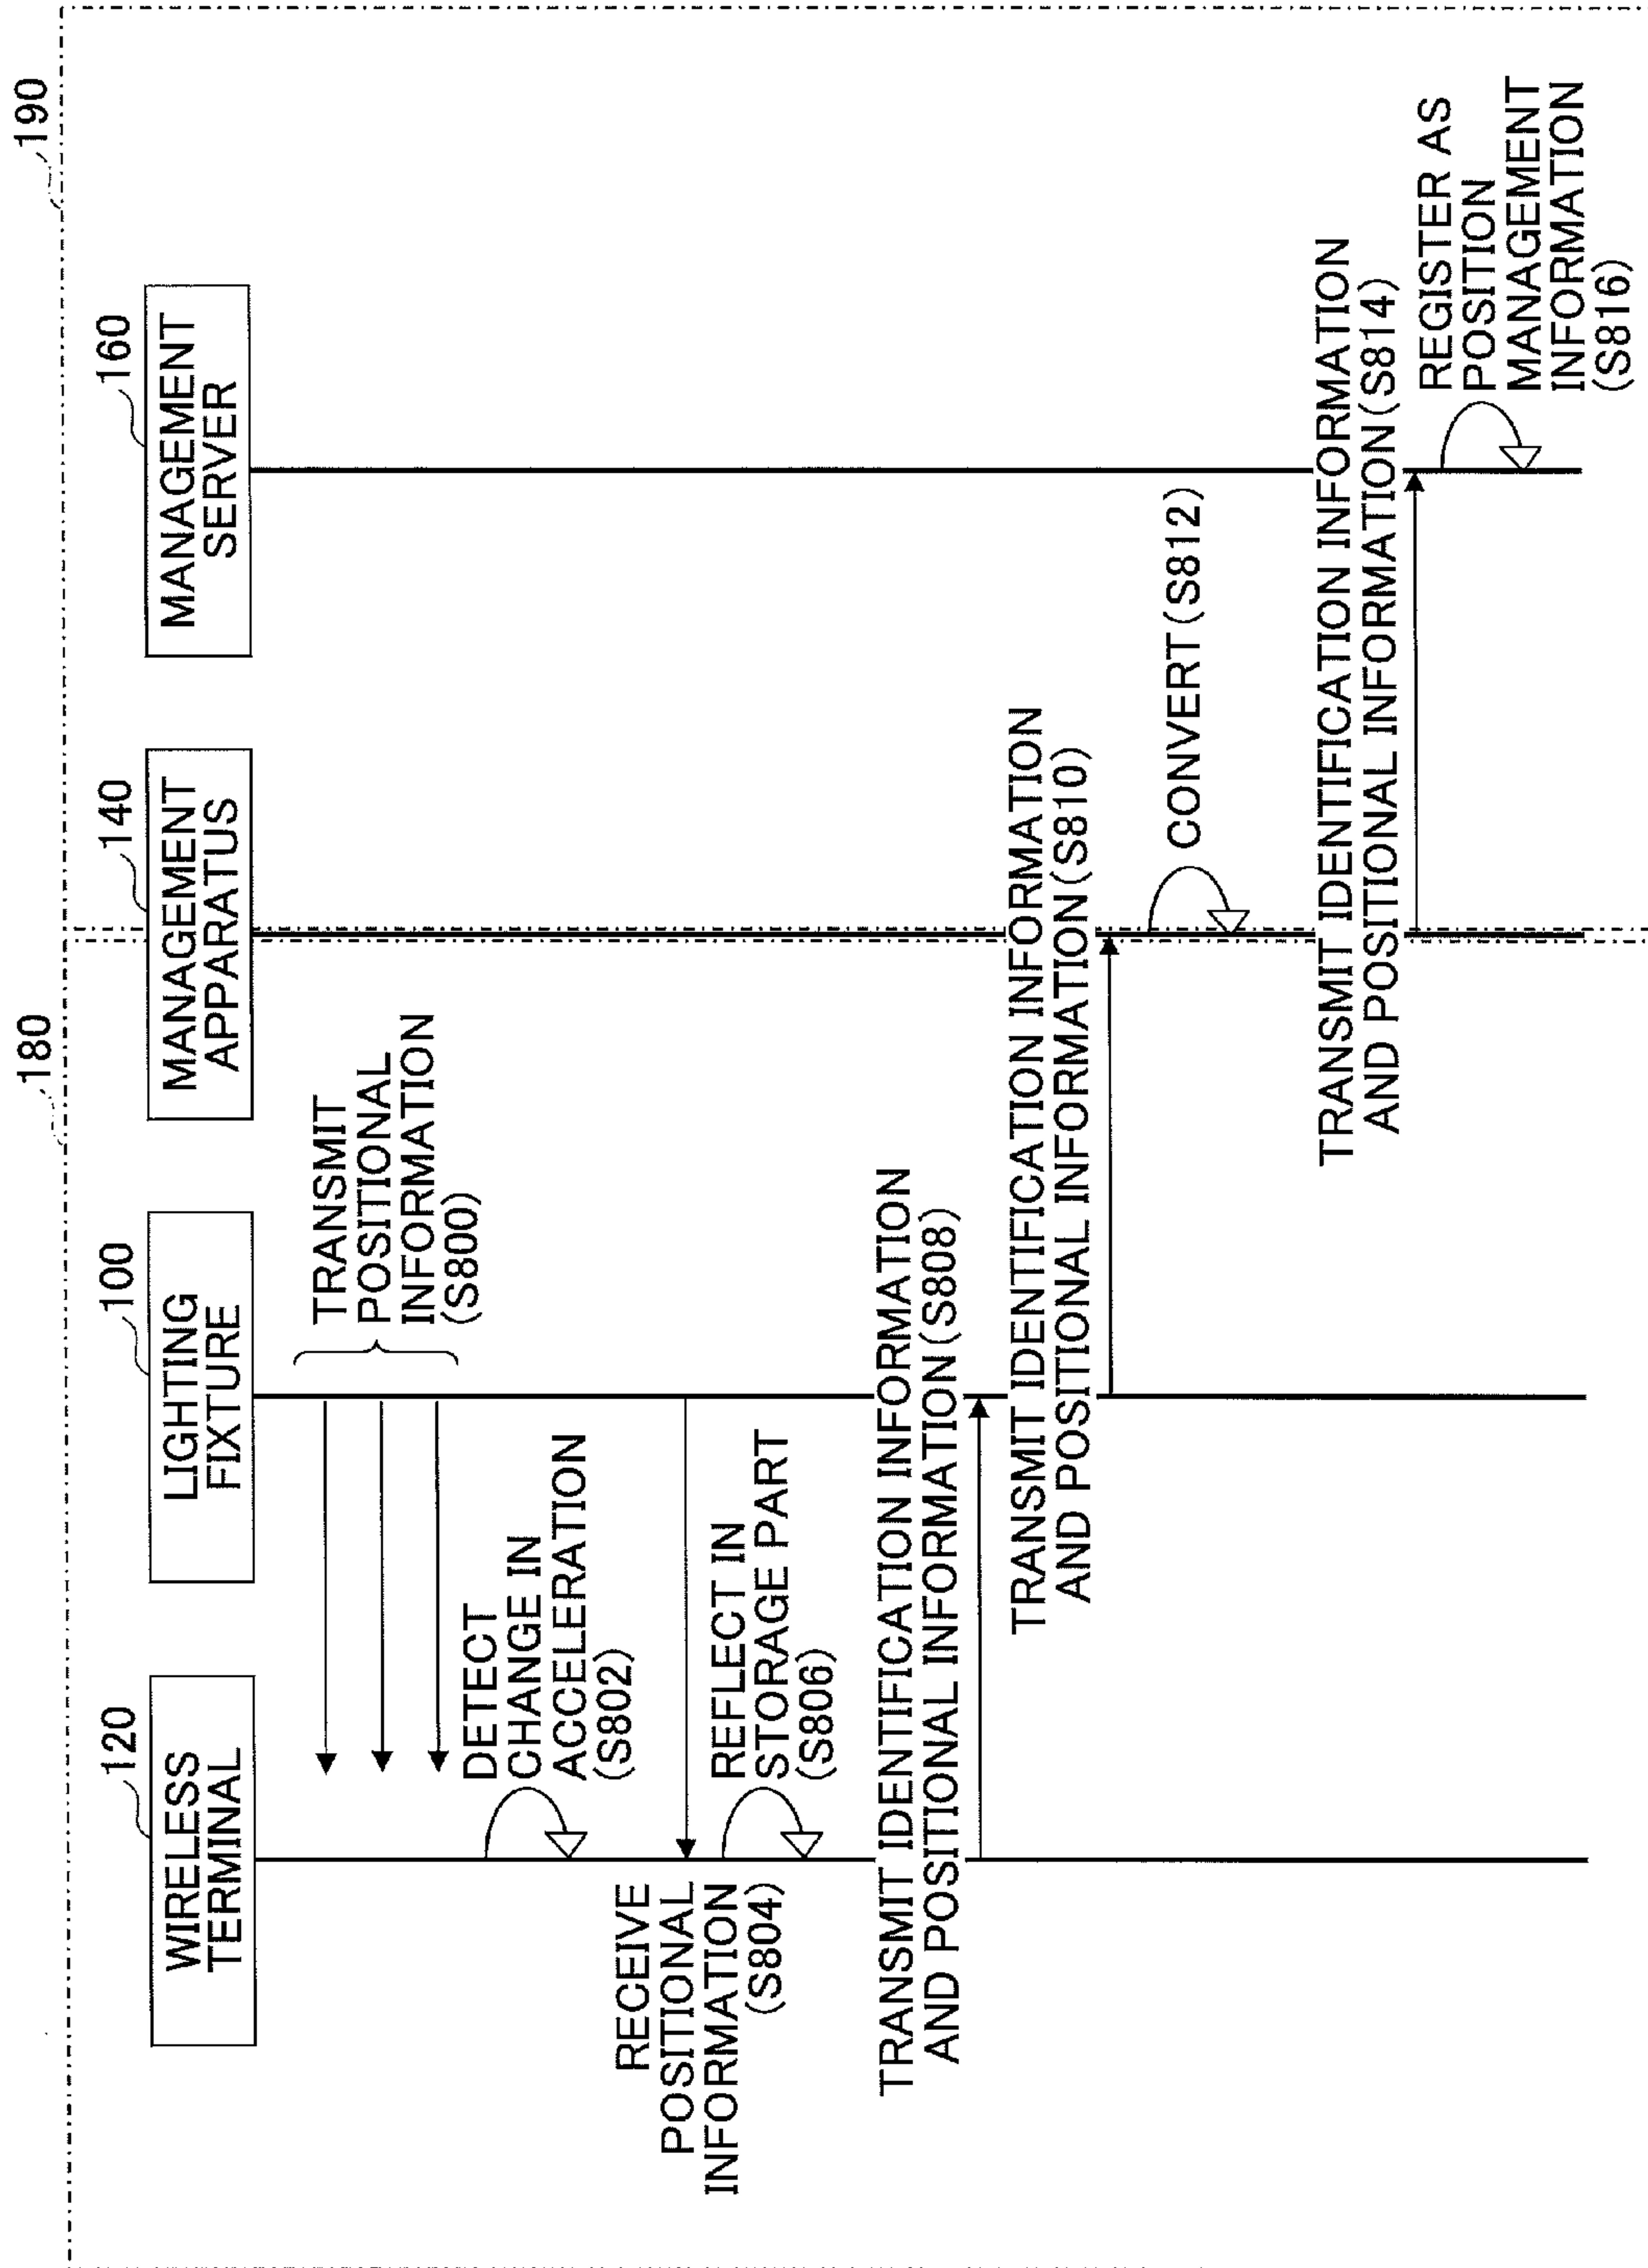 180
190
120
WIRELESS
TERMINAL
100
LIGHTING
FIXTURE
140
MANAGEMENT
APPARATUS
160
MANAGEMENT
SERVER
TRANSMIT
POSITIONAL
INFORMATION
(S800)
DETECT
CHANGE IN
ACCELERATION
(S802)
RECEIVE
POSITIONAL
INFORMATION
(S804)
REFLECT IN
STORAGE PART
(S806)
TRANSMIT IDENTIFICATION INFORMATION
AND POSITIONAL INFORMATION(S808)
TRANSMIT IDENTIFICATION INFORMATION
AND POSITIONAL INFORMATION(S810)
CONVERT(S812)
TRANSMIT IDENTIFICATION INFORMATION
AND POSITIONAL INFORMATION(S814)
REGISTER AS
POSITION
MANAGEMENT
INFORMATION
(S816)